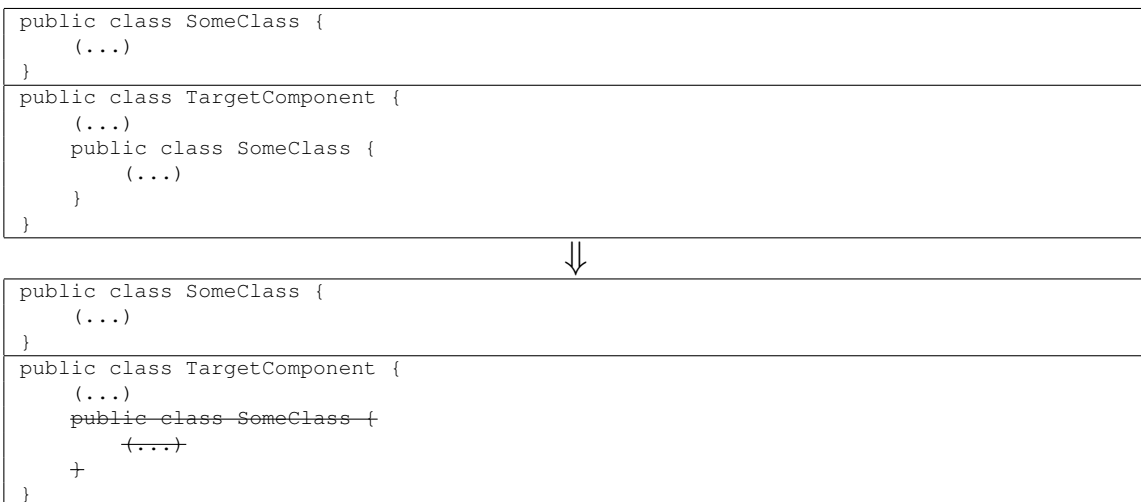 public class SomeClass {
    (...)
}
public class TargetComponent {
    (...)
    public class SomeClass {
        (...)
    }
}
⇓
public class SomeClass {
    (...)
}
public class TargetComponent {
    (...)
    public class SomeClass {
        (...)
    }
}